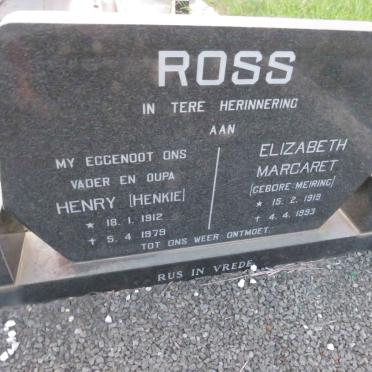 ROSS
IN TERE HERINNERING
AAN
MY EGGENOOT ONS
VADER EN OUPA
HENRY [HENKIE]
* 18.1.1912
✝ 5.4.1979
ELIZABETH
MARGARET
[GEBORE MEIRING]
* 15.2.1919
✝ 4.4.1993
TOT ONS WEER ONTMOET.
RUS IN VREDE